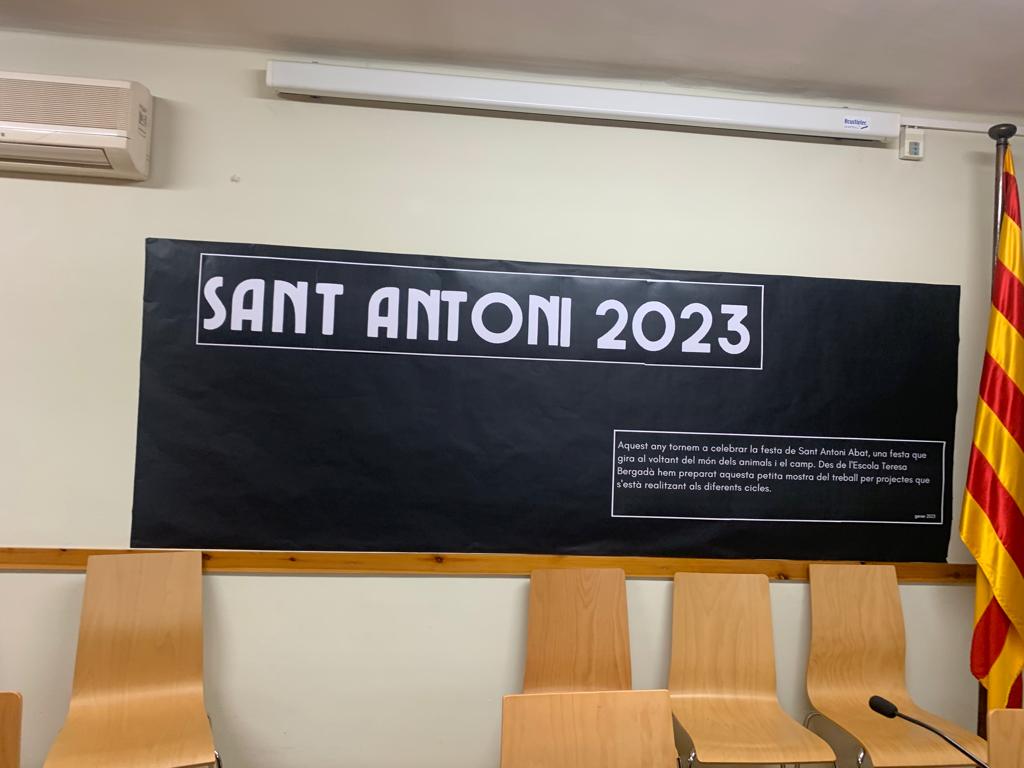 SANT ANTONI 2023
Aquest any tornem a celebrar la festa de Sant Antoni Abat, una festa que
gira al voltant del món dels animals i el camp. Des de l'Escola Teresa
Bergadà hem preparat aquesta petita mostra del treball per projectes que
s'està realitzant als diferents cicles.
gener 2023